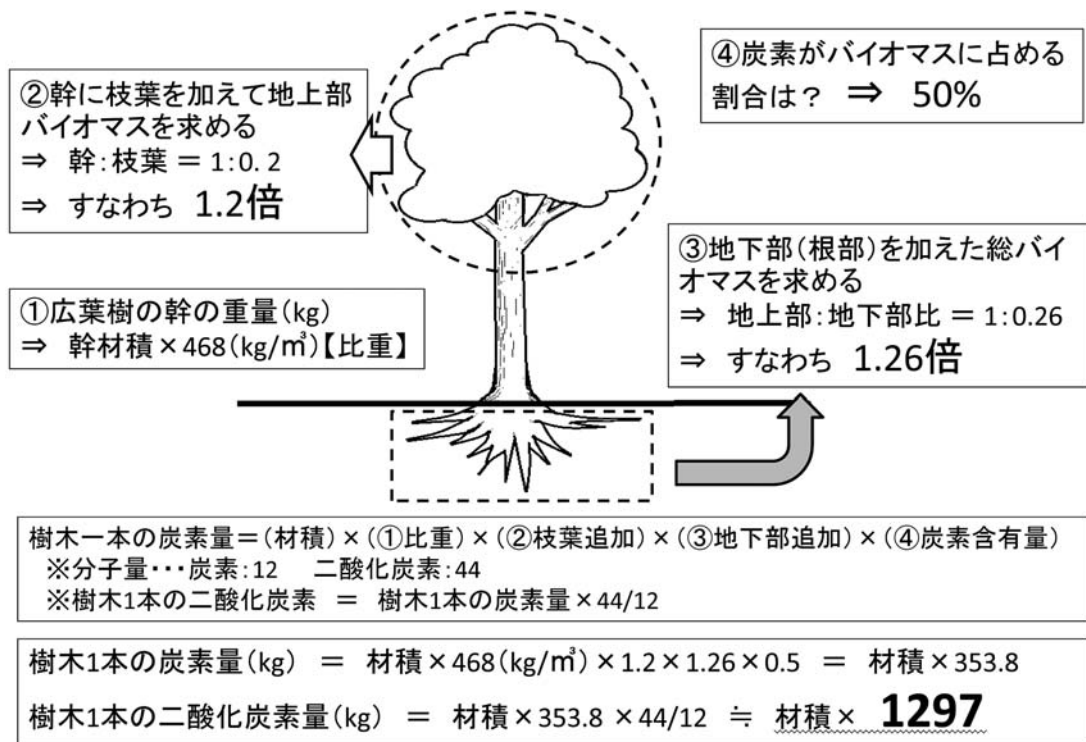 ②幹に枝葉を加えて地上部
バイオマスを求める
⇒ 幹:枝葉 = 1:0.2
⇒ すなわち 1.2倍
④炭素がバイオマスに占める
割合は? ⇒ 50%
①広葉樹の幹の重量(kg)
⇒ 幹材積×468(kg/㎥)【比重】
③地下部(根部)を加えた総バイ
オマスを求める
⇒ 地上部:地下部比 = 1:0.26
⇒ すなわち 1.26倍
樹木一本の炭素量=(材積)×(①比重)×(②枝葉追加)×(③地下部追加)×(④炭素含有量)
※分子量・・・炭素:12 二酸化炭素:44
※樹木1本の二酸化炭素 = 樹木1本の炭素量×44/12
樹木1本の炭素量(kg) = 材積×468(kg/㎥)×1.2×1.26×0.5 = 材積×353.8
樹木1本の二酸化炭素量(kg) = 材積×353.8 ×44/12 ≒ 材積× 1297